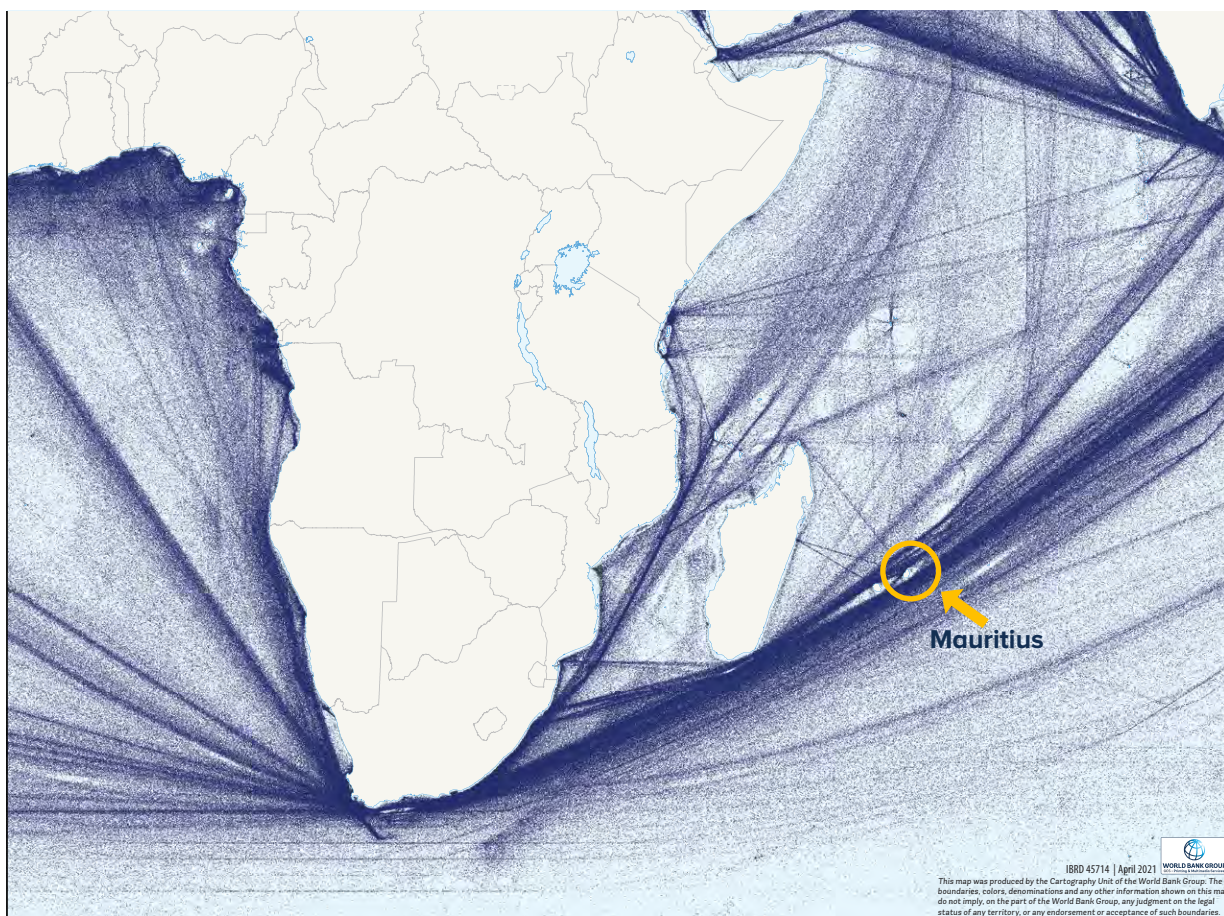 Mauritius
IBRD 45714 | April 2021
WORLD BANK GROUP
This map was produced by the Cartography Unit of the World Bank Group. The
boundaries, colors, denominations and any other information shown on this ma
do not imply, on the part of the World Bank Group, any judgment on the legal
status of any territory, or any endorsement or acceptance of such boundaries.